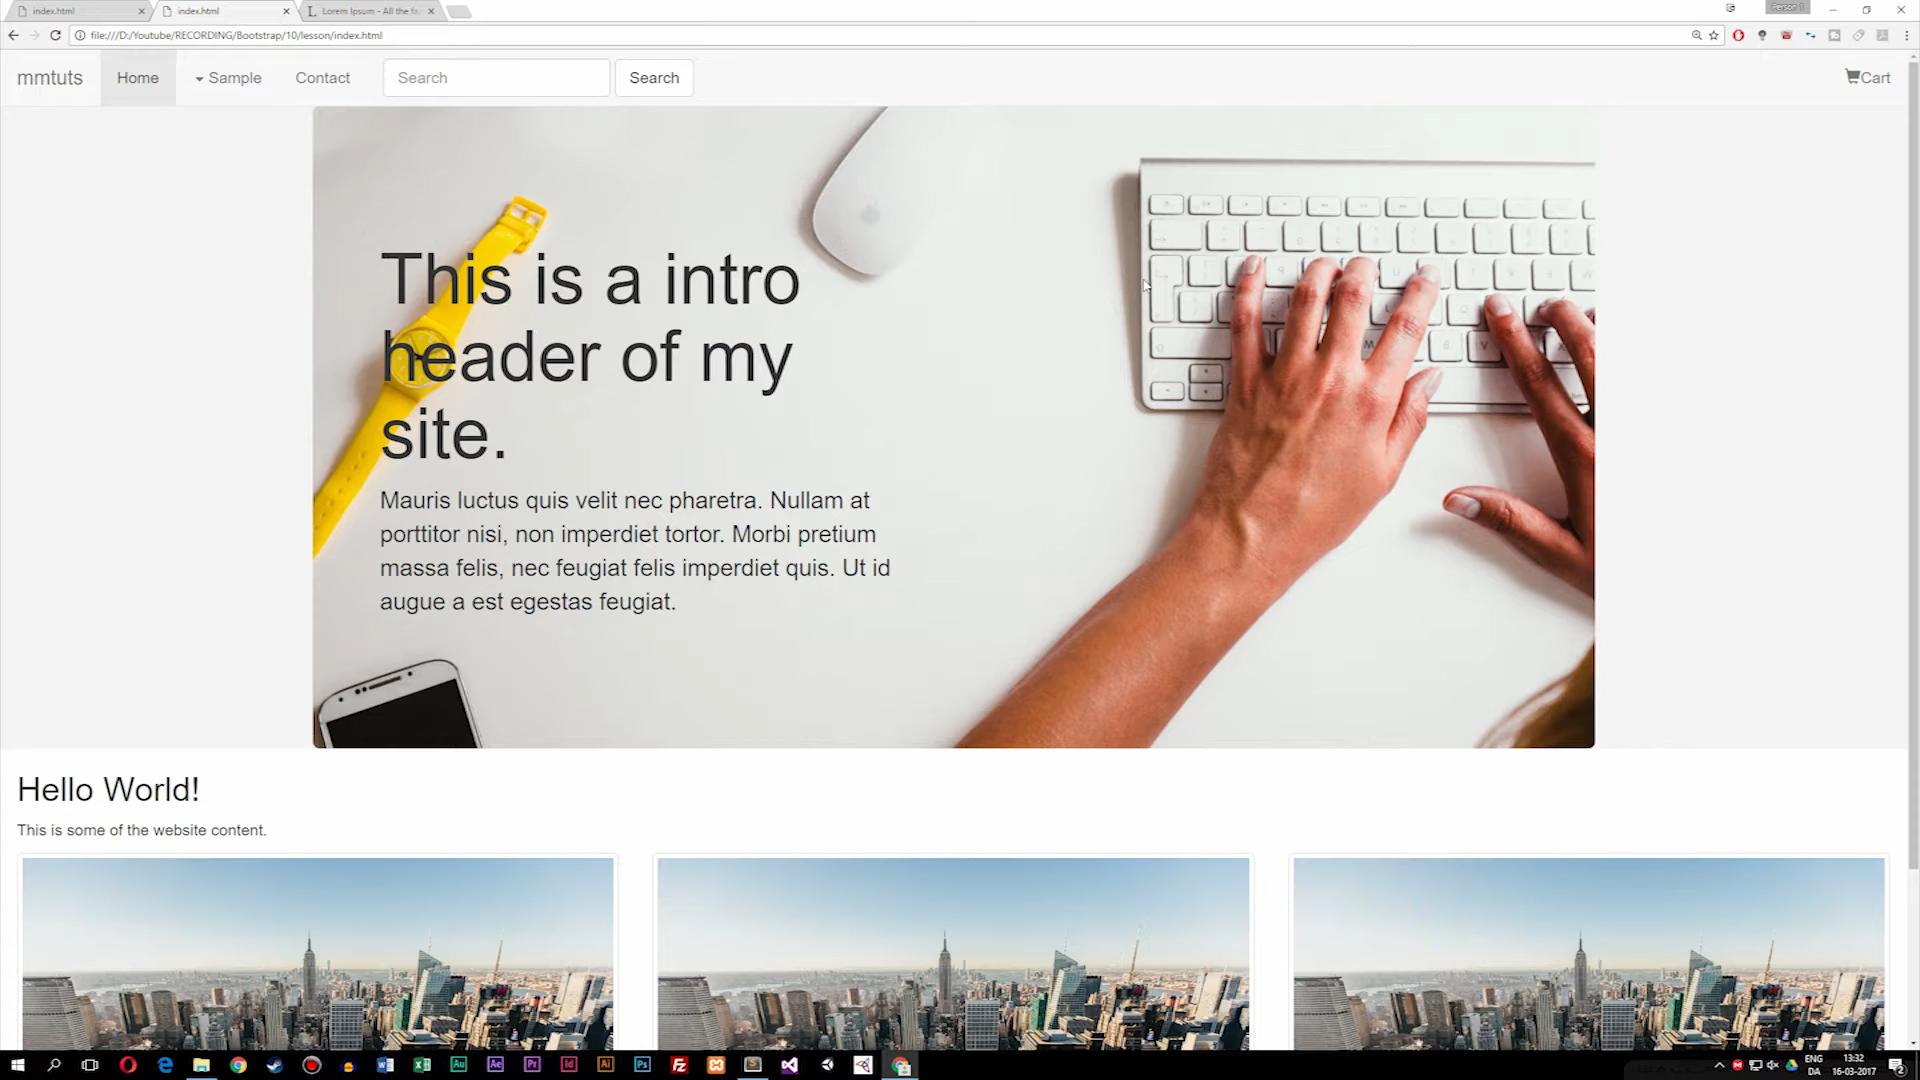 index.html
index.html
Lorem Ipsum - All the fa
Person 1
file:///D:/Youtube/RECORDING/Bootstrap/10/lesson/index.html
mmtuts
Home
Sample
Contact
Search
Search
Cart
This is a intro
header of my
site.
Mauris luctus quis velit nec pharetra. Nullam at
porttitor nisi, non imperdiet tortor. Morbi pretium
massa felis, nec feugiat felis imperdiet quis. Ut id
augue a est egestas feugiat.
Hello World!
This is some of the website content.
ENG
DA
13:32
16-03-2017